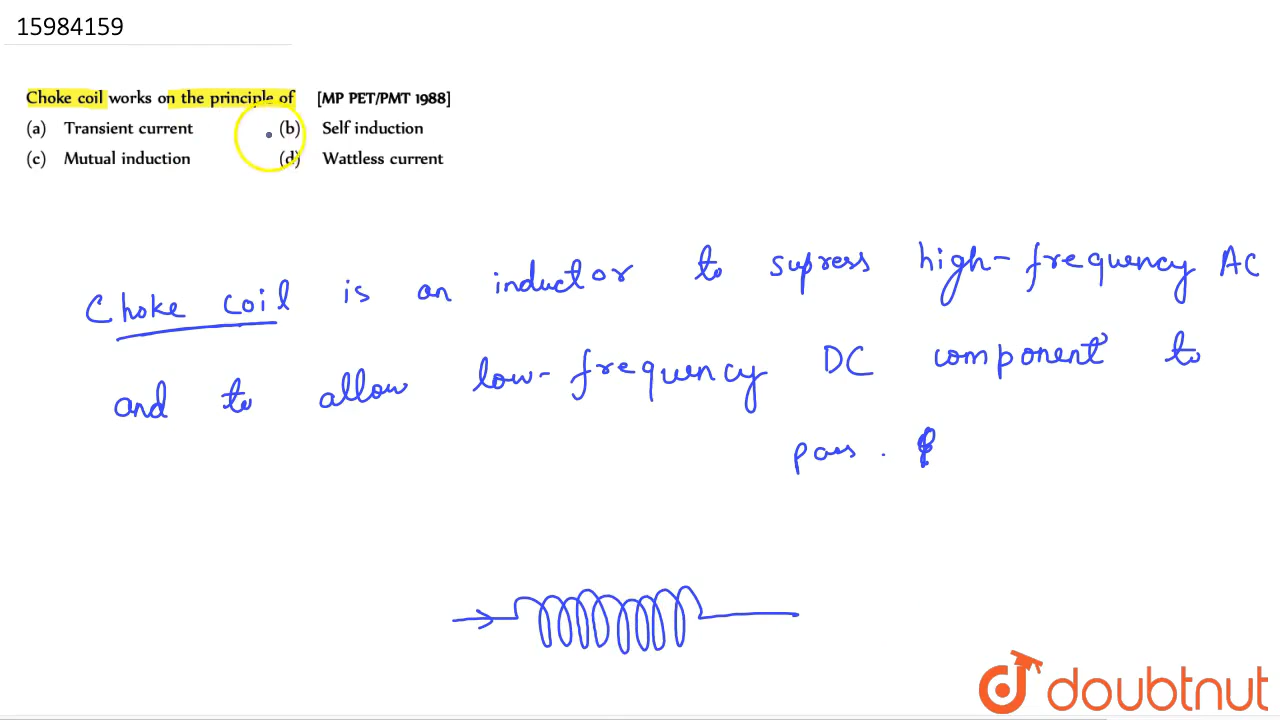 15984159
Choke coil works on the principle of [MP PET/PMT 1988]
(a) Transient current (b) Self induction
(c) Mutual induction (d) Wattless current
Choke coil is an inductor to supress high-frequency AC
and to allow low-frequency DC component to
pass.
doubtnut